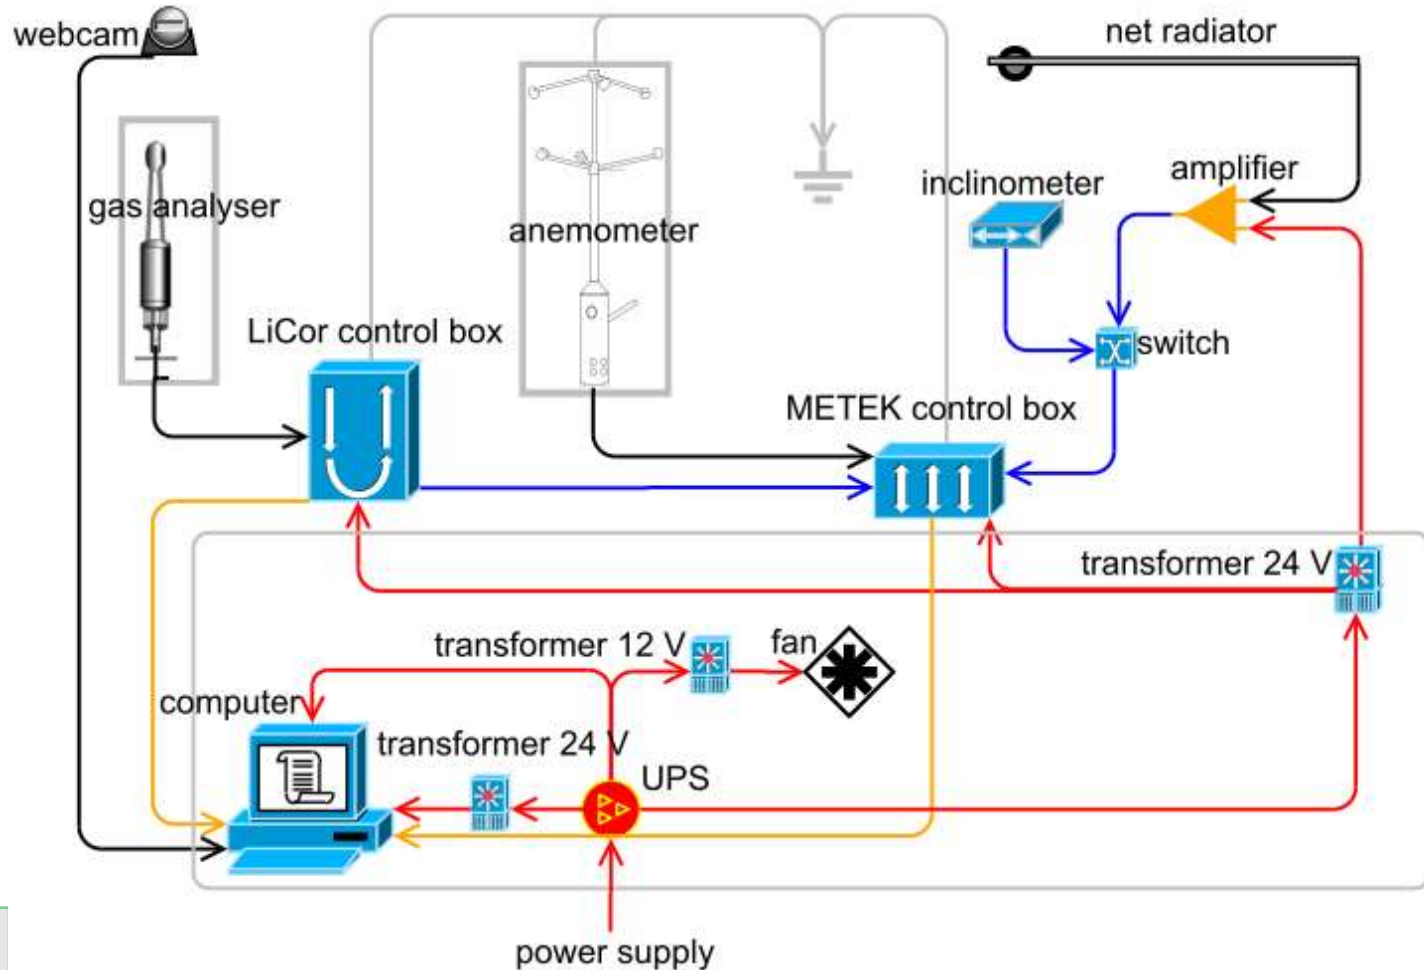 webcam
net radiator
amplifier
inclinometer
gas analyser
anemometer
LiCor control box
switch
METEK control box
transformer 24 V
transformer 12 V
fan
computer
transformer 24 V
UPS
power supply